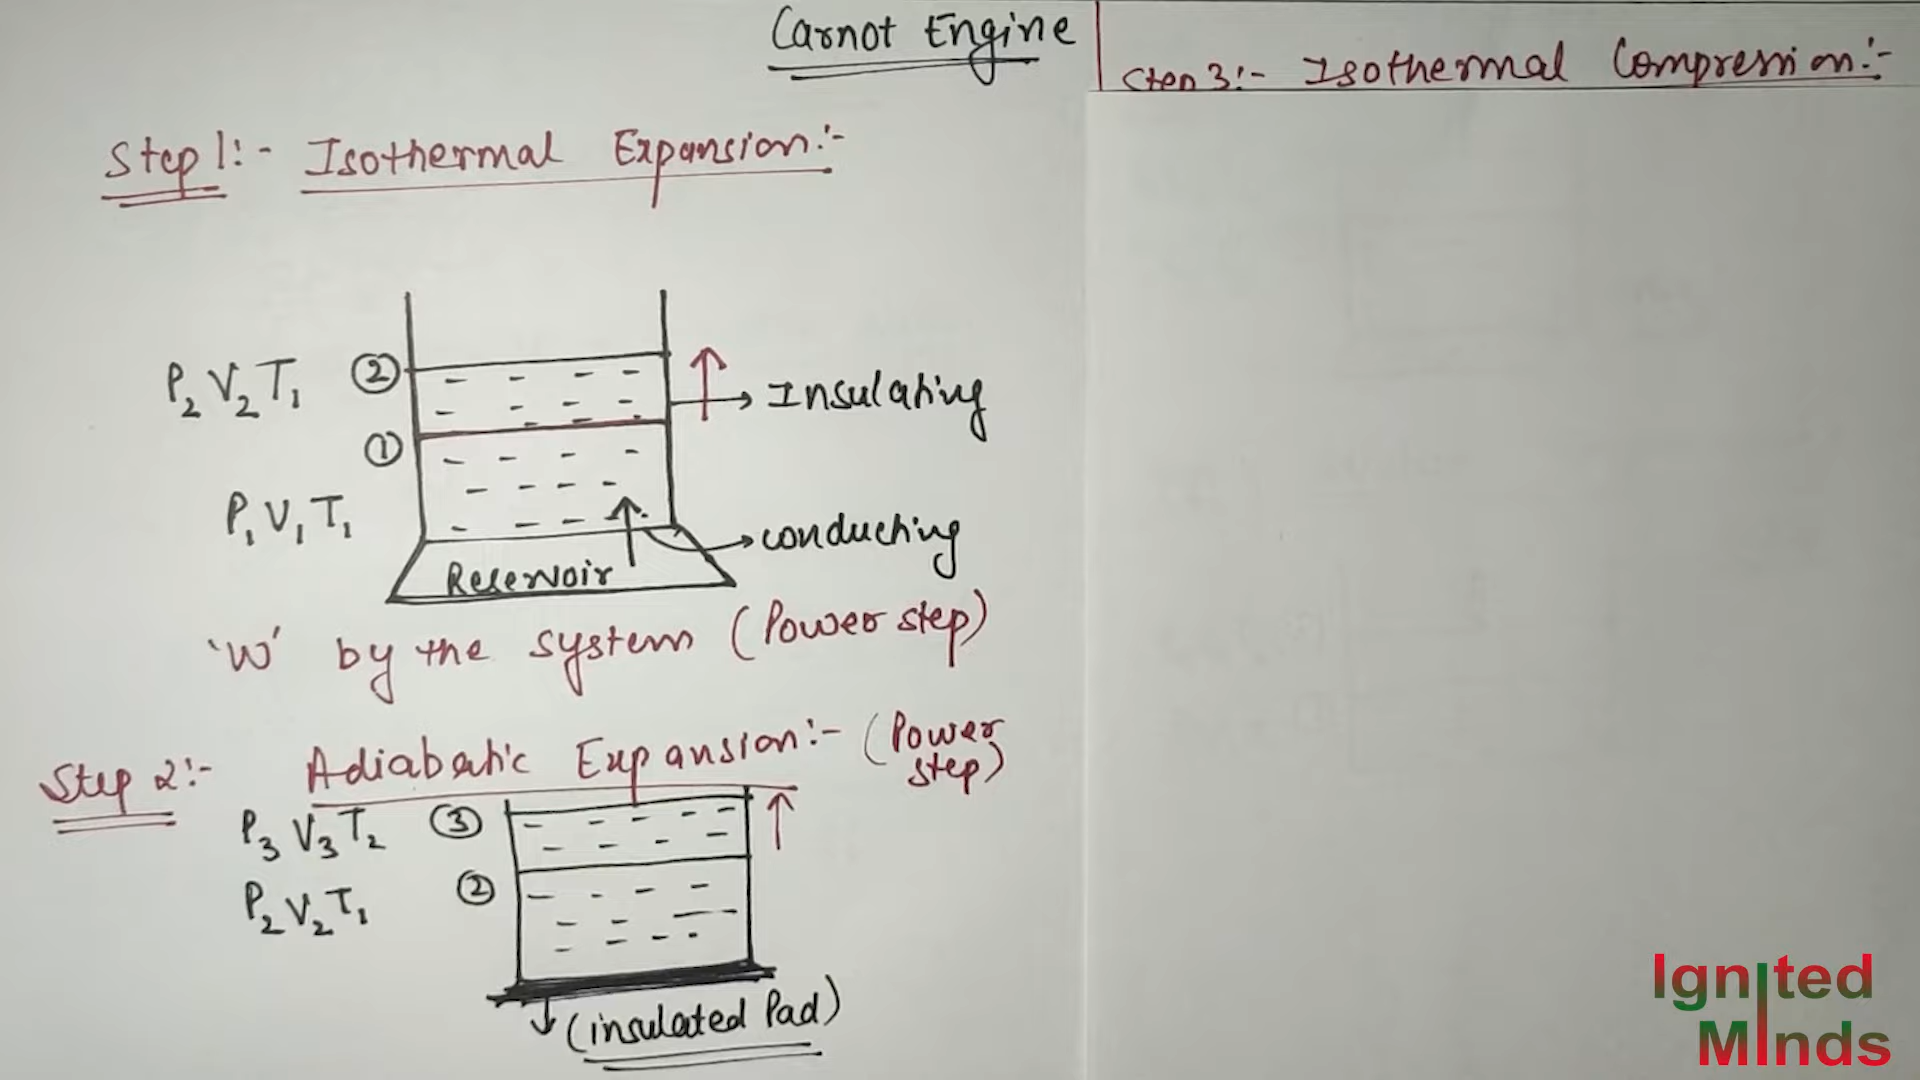 Carnot Engine
Step 3:- Isothermal Compression:-
Step 1:- Isothermal Expansion:-
P₂ V₂ T₁ ②
Insulating
①
P₁ V₁ T₁
conducting
Reservoir
'W' by the system (Power step)
Step 2:- Adiabatic Expansion:- (Power step)
P₃ V₃ T₂ ③
P₂ V₂ T₁ ②
(insulated Pad)
Ignited
Minds